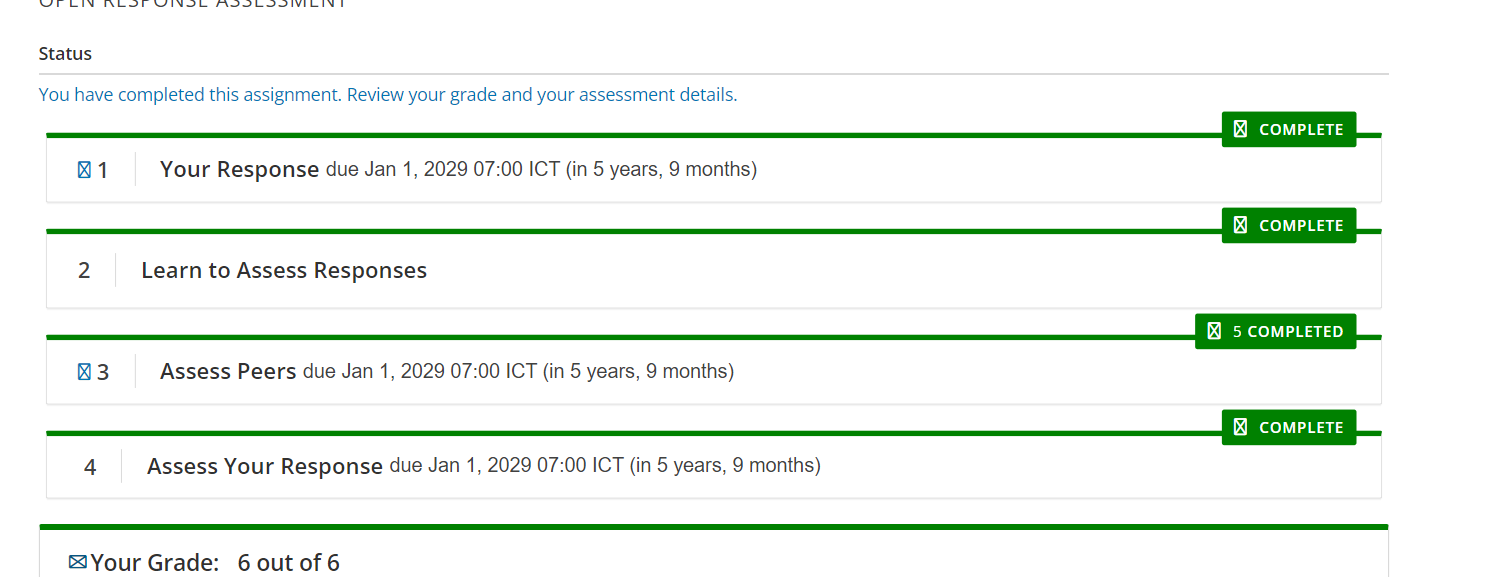 OPEN RESPONSE ASSESSMENT
Status
You have completed this assignment. Review your grade and your assessment details.
COMPLETE
1 Your Response due Jan 1, 2029 07:00 ICT (in 5 years, 9 months)
COMPLETE
2 Learn to Assess Responses
5 COMPLETED
3 Assess Peers due Jan 1, 2029 07:00 ICT (in 5 years, 9 months)
COMPLETE
4 Assess Your Response due Jan 1, 2029 07:00 ICT (in 5 years, 9 months)
Your Grade: 6 out of 6